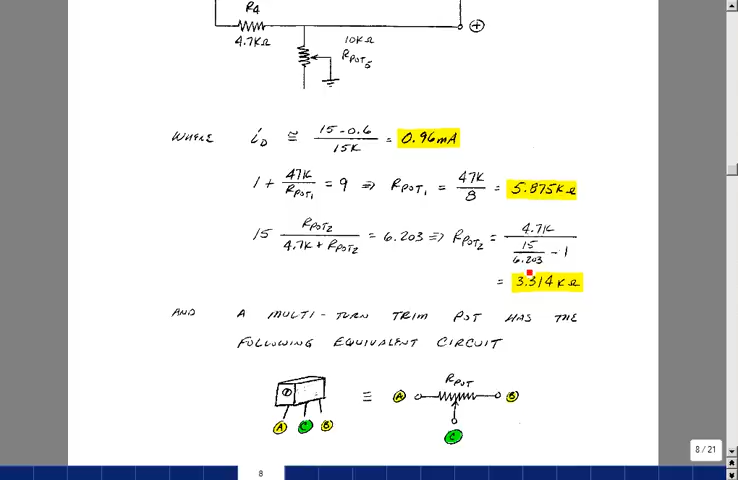 R4
4.7KΩ
10KΩ
RPOT5
+
WHERE iD ≅ 15-0.6 / 15K = 0.96mA
1 + 47K / RPOT1 = 9 ⇒ RPOT1 = 47K / 8 = 5.875KΩ
15 RPOT2 / 4.7K + RPOT2 = 6.203 ⇒ RPOT2 = 4.7K / 15 / 6.203 - 1
= 3.314KΩ
AND A MULTI-TURN TRIM POT HAS THE
FOLLOWING EQUIVALENT CIRCUIT
RPOT
≡ A B
A C B
C
8 / 21
8